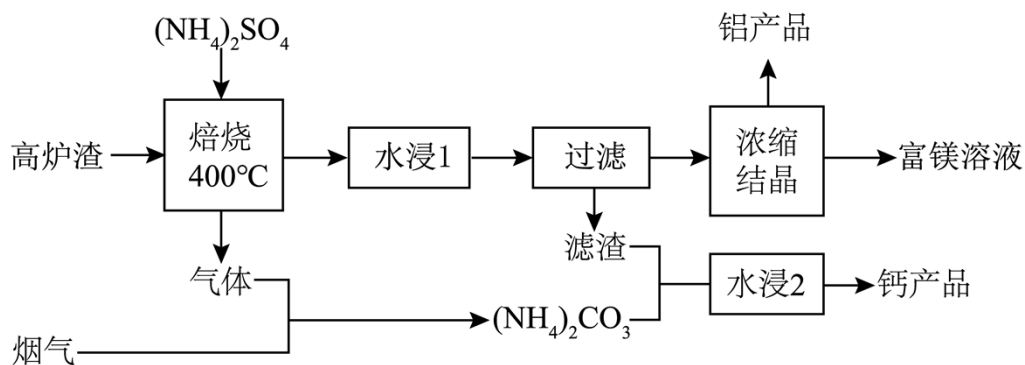 (NH₄)₂SO₄
铝产品
高炉渣
焙烧
400℃
水浸1
过滤
浓缩
结晶
富镁溶液
气体
滤渣
水浸2
钙产品
(NH₄)₂CO₃
烟气